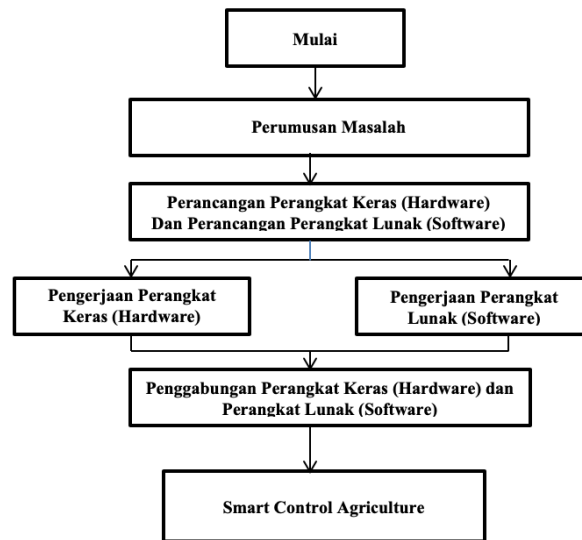 Mulai
Perumusan Masalah
Perancangan Perangkat Keras (Hardware)
Dan Perancangan Perangkat Lunak (Software)
Pengerjaan Perangkat
Keras (Hardware)
Pengerjaan Perangkat
Lunak (Software)
Penggabungan Perangkat Keras (Hardware) dan
Perangkat Lunak (Software)
Smart Control Agriculture